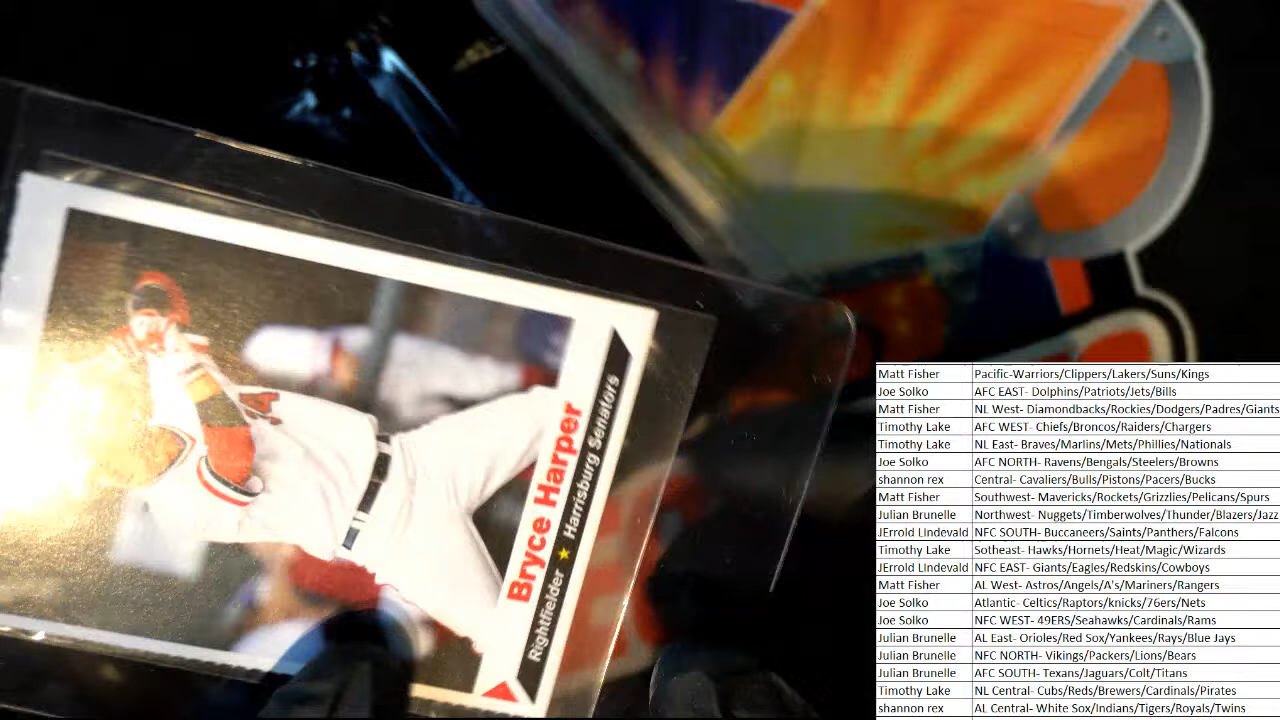 Bryce Harper
Rightfielder ★ Harrisburg Senators
Matt Fisher Pacific-Warriors/Clippers/Lakers/Suns/Kings
Joe Solko AFC EAST- Dolphins/Patriots/Jets/Bills
Matt Fisher NL West- Diamondbacks/Rockies/Dodgers/Padres/Giants
Timothy Lake AFC WEST- Chiefs/Broncos/Raiders/Chargers
Timothy Lake NL East- Braves/Marlins/Mets/Phillies/Nationals
Joe Solko AFC NORTH- Ravens/Bengals/Steelers/Browns
shannon rex Central- Cavaliers/Bulls/Pistons/Pacers/Bucks
Matt Fisher Southwest- Mavericks/Rockets/Grizzlies/Pelicans/Spurs
Julian Brunelle Northwest- Nuggets/Timberwolves/Thunder/Blazers/Jazz
JErrold LIndevald NFC SOUTH- Buccaneers/Saints/Panthers/Falcons
Timothy Lake Sotheast- Hawks/Hornets/Heat/Magic/Wizards
JErrold LIndevald NFC EAST- Giants/Eagles/Redskins/Cowboys
Matt Fisher AL West- Astros/Angels/A's/Mariners/Rangers
Joe Solko Atlantic- Celtics/Raptors/knicks/76ers/Nets
Joe Solko NFC WEST- 49ERS/Seahawks/Cardinals/Rams
Julian Brunelle AL East- Orioles/Red Sox/Yankees/Rays/Blue Jays
Julian Brunelle NFC NORTH- Vikings/Packers/Lions/Bears
Julian Brunelle AFC SOUTH- Texans/Jaguars/Colt/Titans
Timothy Lake NL Central- Cubs/Reds/Brewers/Cardinals/Pirates
shannon rex AL Central- White Sox/Indians/Tigers/Royals/Twins